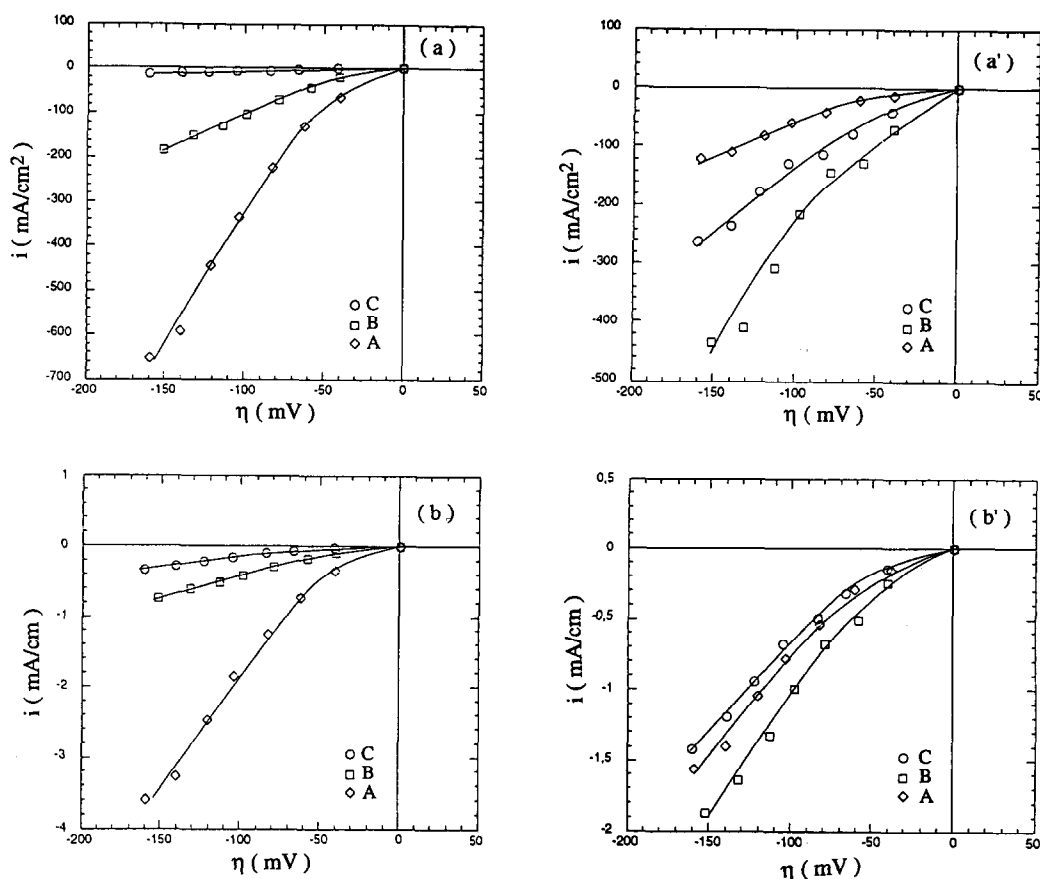 100
0
-100
-200
-300
-400
-500
-600
-700
i ( mA/cm²)
( a )
○ C
□ B
◇ A
-200 -150 -100 -50 0 50
η ( mV)
100
0
-100
-200
-300
-400
-500
i ( mA/cm²)
( a' )
○ C
□ B
◇ A
-200 -150 -100 -50 0 50
η ( mV)
1
0
-1
-2
-3
-4
i ( mA/cm)
( b )
○ C
□ B
◇ A
-200 -150 -100 -50 0 50
η ( mV)
0,5
0
-0,5
-1
-1,5
-2
i ( mA/cm)
( b' )
○ C
□ B
◇ A
-200 -150 -100 -50 0 50
η ( mV)